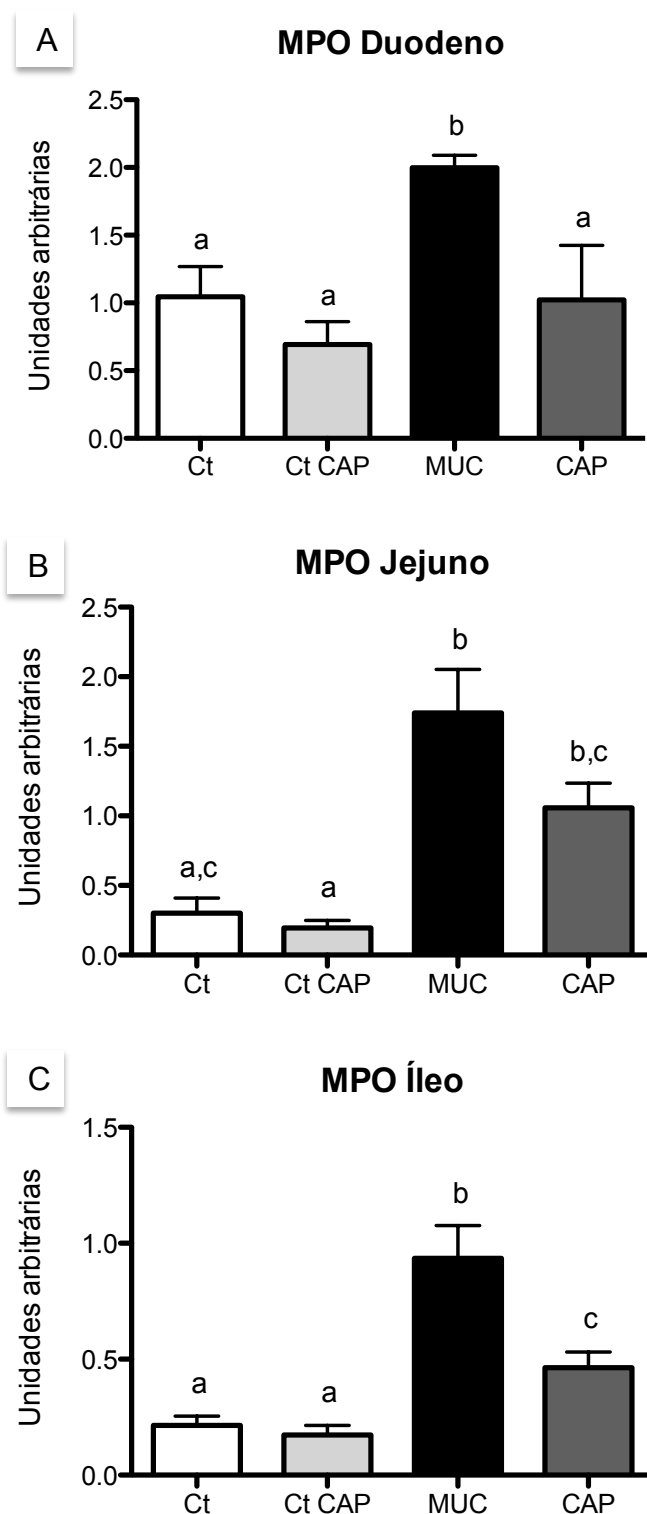 A
MPO Duodeno
Unidades arbitrárias
2.5
2.0
1.5
1.0
0.5
0.0
a
a
b
a
Ct Ct CAP MUC CAP
B
MPO Jejuno
Unidades arbitrárias
2.5
2.0
1.5
1.0
0.5
0.0
a,c
a
b
b,c
Ct Ct CAP MUC CAP
C
MPO Íleo
Unidades arbitrárias
1.5
1.0
0.5
0.0
a
a
b
c
Ct Ct CAP MUC CAP